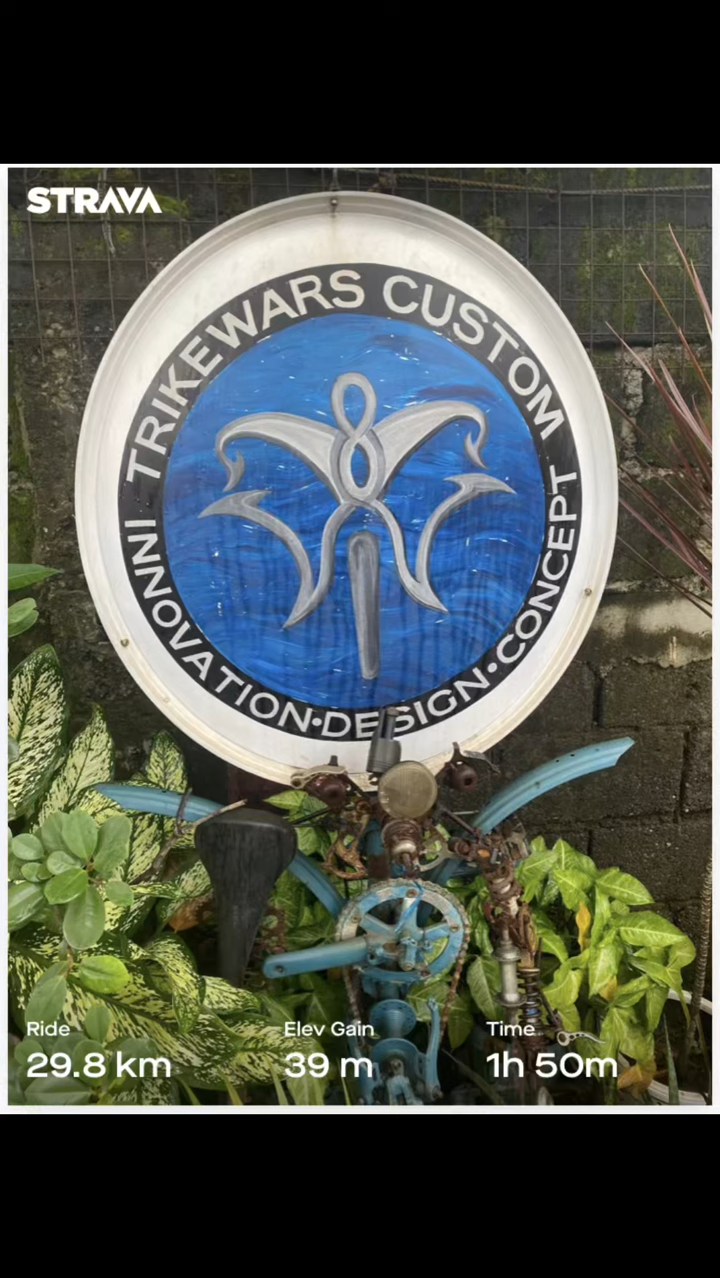 STRAVA
TRIKEWARS CUSTOM
INNOVATION•DESIGN•CONCEPT
Ride
29.8 km
Elev Gain
39 m
Time
1h 50m